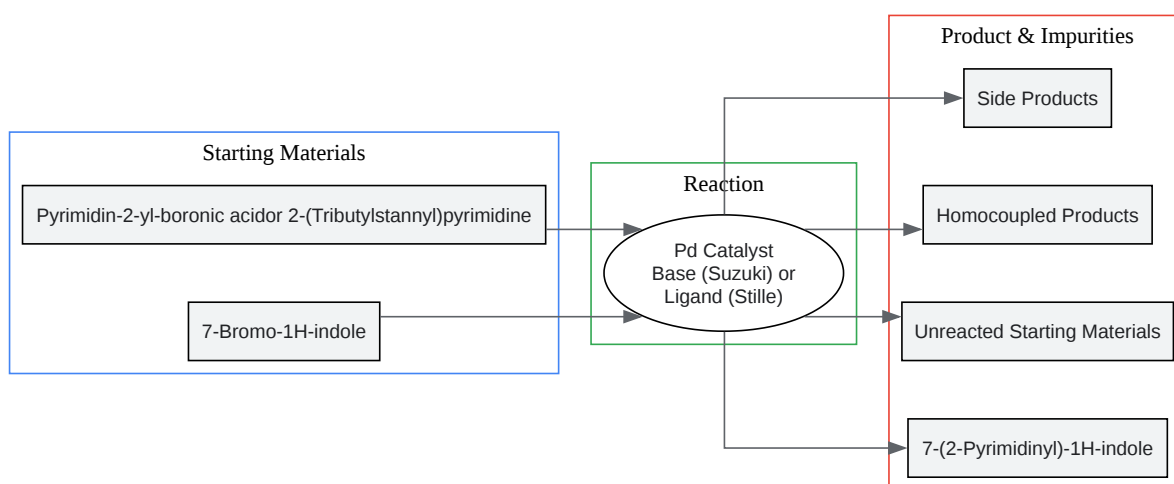 Starting Materials
Pyrimidin-2-yl-boronic acidor 2-(Tributylstannyl)pyrimidine
7-Bromo-1H-indole
Reaction
Pd Catalyst
Base (Suzuki) or
Ligand (Stille)
Product & Impurities
Side Products
Homocoupled Products
Unreacted Starting Materials
7-(2-Pyrimidinyl)-1H-indole